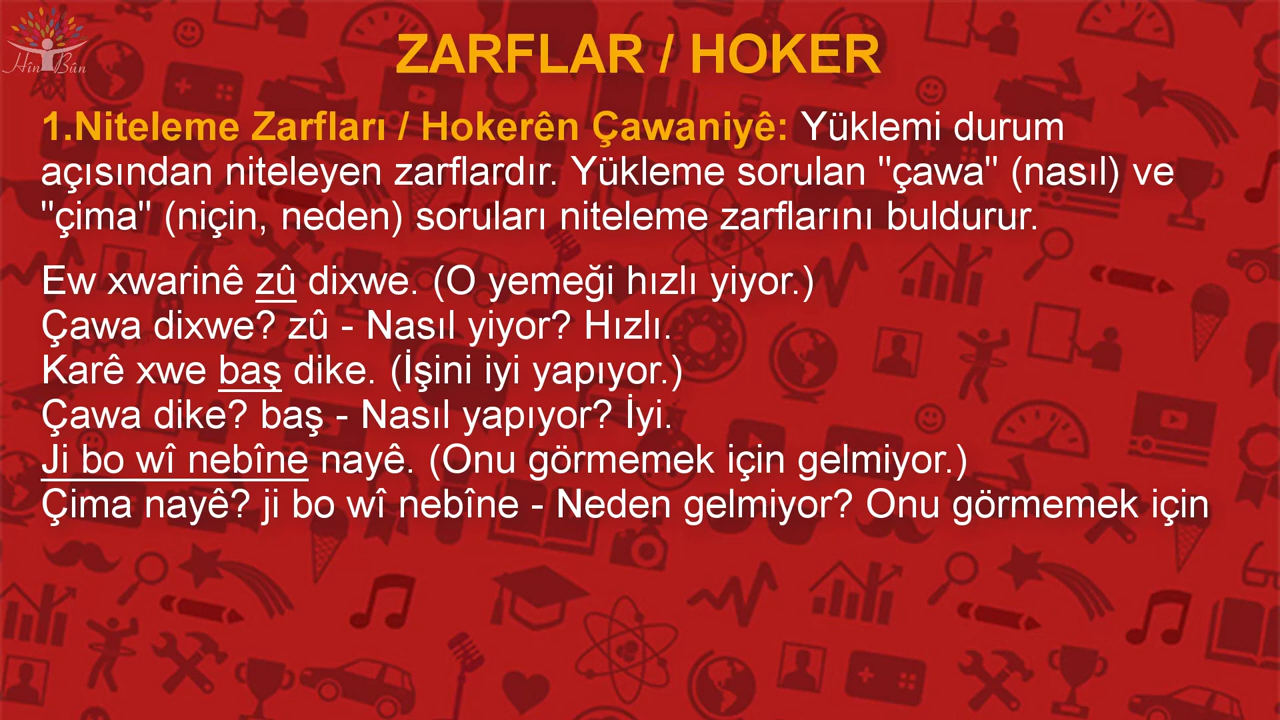 Hîn Bûn
ZARFLAR / HOKER
1.Niteleme Zarfları / Hokerên Çawaniyê: Yüklemi durum
açısından niteleyen zarflardır. Yükleme sorulan "çawa" (nasıl) ve
"çima" (niçin, neden) soruları niteleme zarflarını buldurur.
Ew xwarinê zû dixwe. (O yemeği hızlı yiyor.)
Çawa dixwe? zû - Nasıl yiyor? Hızlı.
Karê xwe baş dike. (İşini iyi yapıyor.)
Çawa dike? baş - Nasıl yapıyor? İyi.
Ji bo wî nebîne nayê. (Onu görmemek için gelmiyor.)
Çima nayê? ji bo wî nebîne - Neden gelmiyor? Onu görmemek için